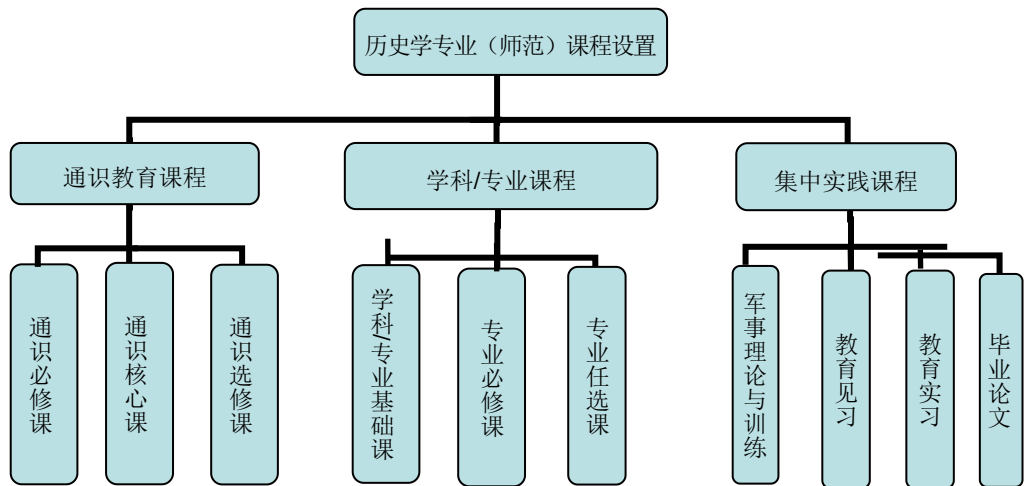 历史学专业（师范）课程设置
通识教育课程
学科/专业课程
集中实践课程
通识必修课
通识核心课
通识选修课
学科/专业基础课
专业必修课
专业任选课
军事理论与训练
教育见习
教育实习
毕业论文